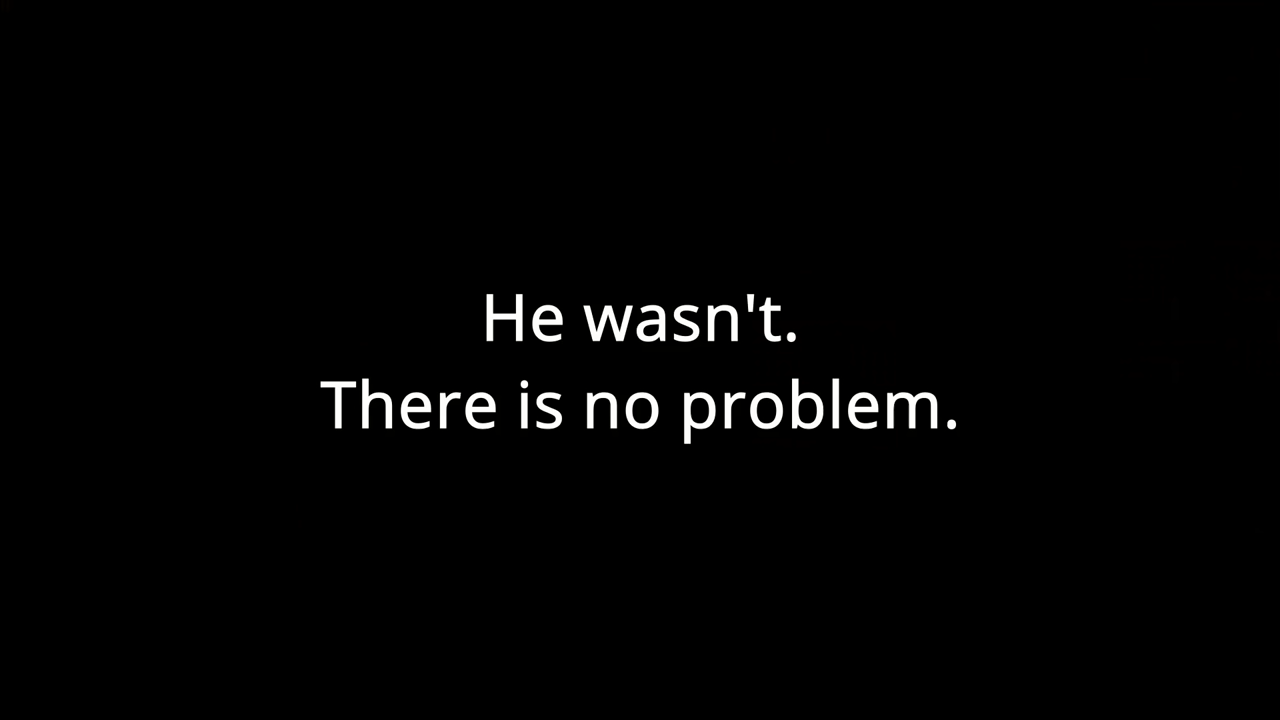 He wasn't.
There is no problem.